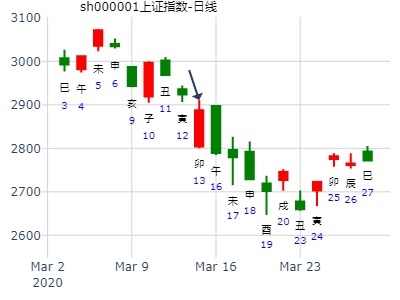 sh000001上证指数-日线
3100
3000
2900
2800
2700
2600
巳 3
午 4
未 5
申 6
亥 9
子 10
丑 11
寅 12
卯 13
午 16
未 17
申 18
酉 19
戌 20
丑 23
寅 24
卯 25
辰 26
巳 27
Mar 2 Mar 9 Mar 16 Mar 23
2020